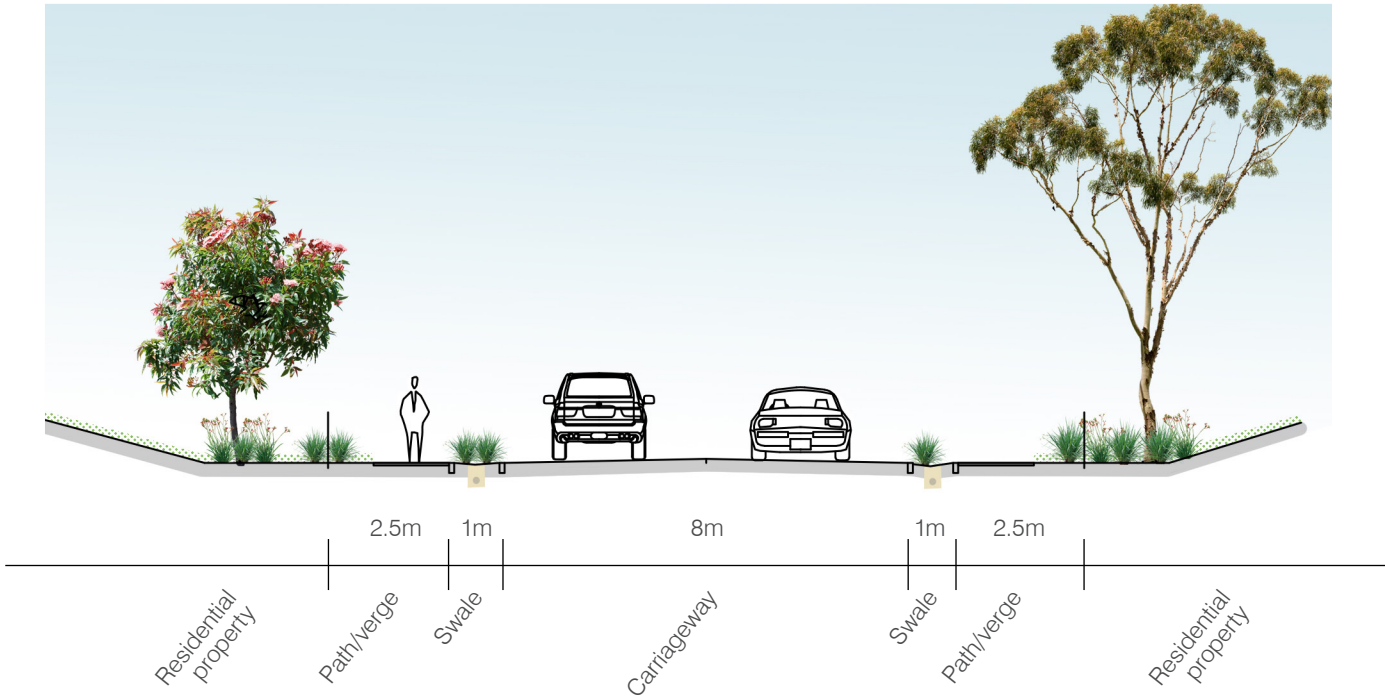 2.5m
1m
8m
1m
2.5m
Residential
property
Path/verge
Swale
Carriageway
Swale
Path/verge
Residential
property